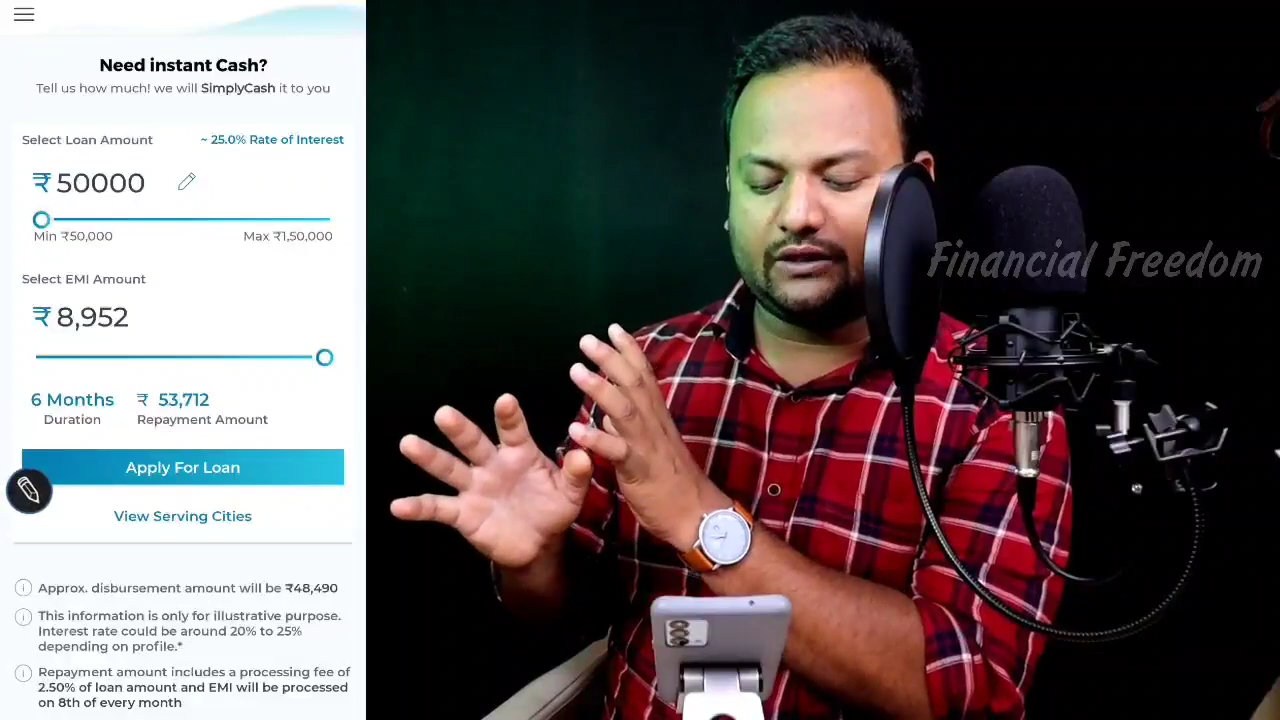 Need instant Cash?
Tell us how much! we will SimplyCash it to you
Select Loan Amount
~ 25.0% Rate of Interest
₹ 50000
Min ₹50,000
Max ₹1,50,000
Select EMI Amount
₹ 8,952
6 Months
₹ 53,712
Duration
Repayment Amount
Apply For Loan
View Serving Cities
Approx. disbursement amount will be ₹48,490
This information is only for illustrative purpose.
Interest rate could be around 20% to 25%
depending on profile.*
Repayment amount includes a processing fee of
2.50% of loan amount and EMI will be processed
on 8th of every month
Financial Freedom